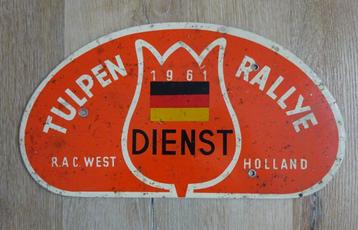 TULPEN RALLYE
1961
DIENST
R.A.C. WEST HOLLAND